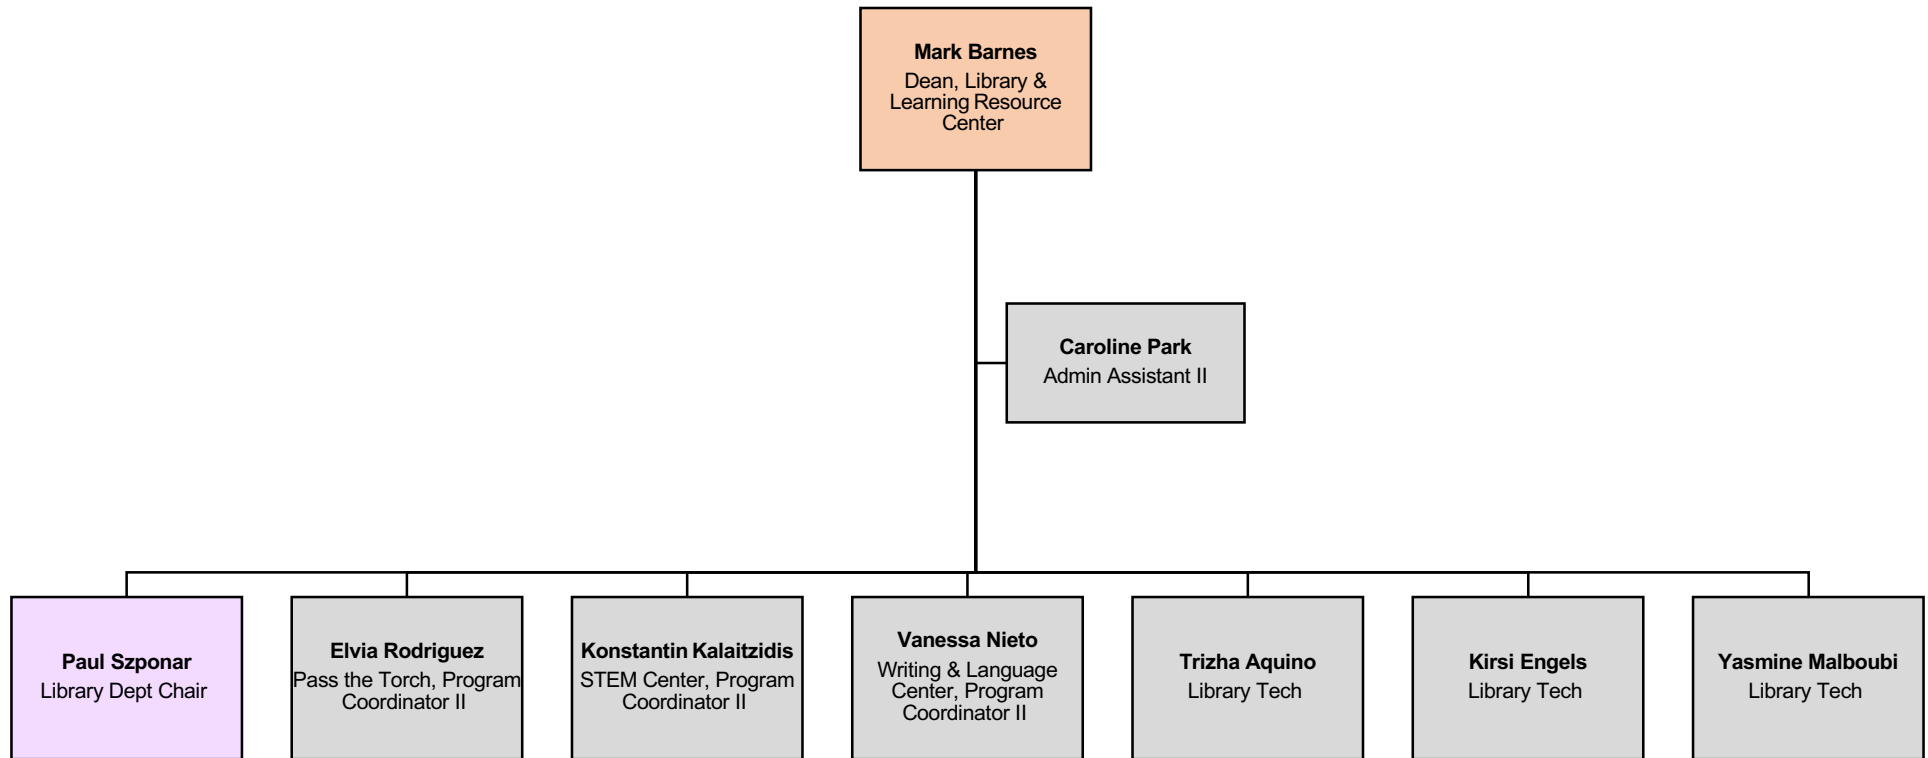 Mark Barnes
Dean, Library &
Learning Resource
Center
Caroline Park
Admin Assistant II
Paul Szponar
Library Dept Chair
Elvia Rodriguez
Pass the Torch, Program
Coordinator II
Konstantin Kalaitzidis
STEM Center, Program
Coordinator II
Vanessa Nieto
Writing & Language
Center, Program
Coordinator II
Trizha Aquino
Library Tech
Kirsi Engels
Library Tech
Yasmine Malboubi
Library Tech